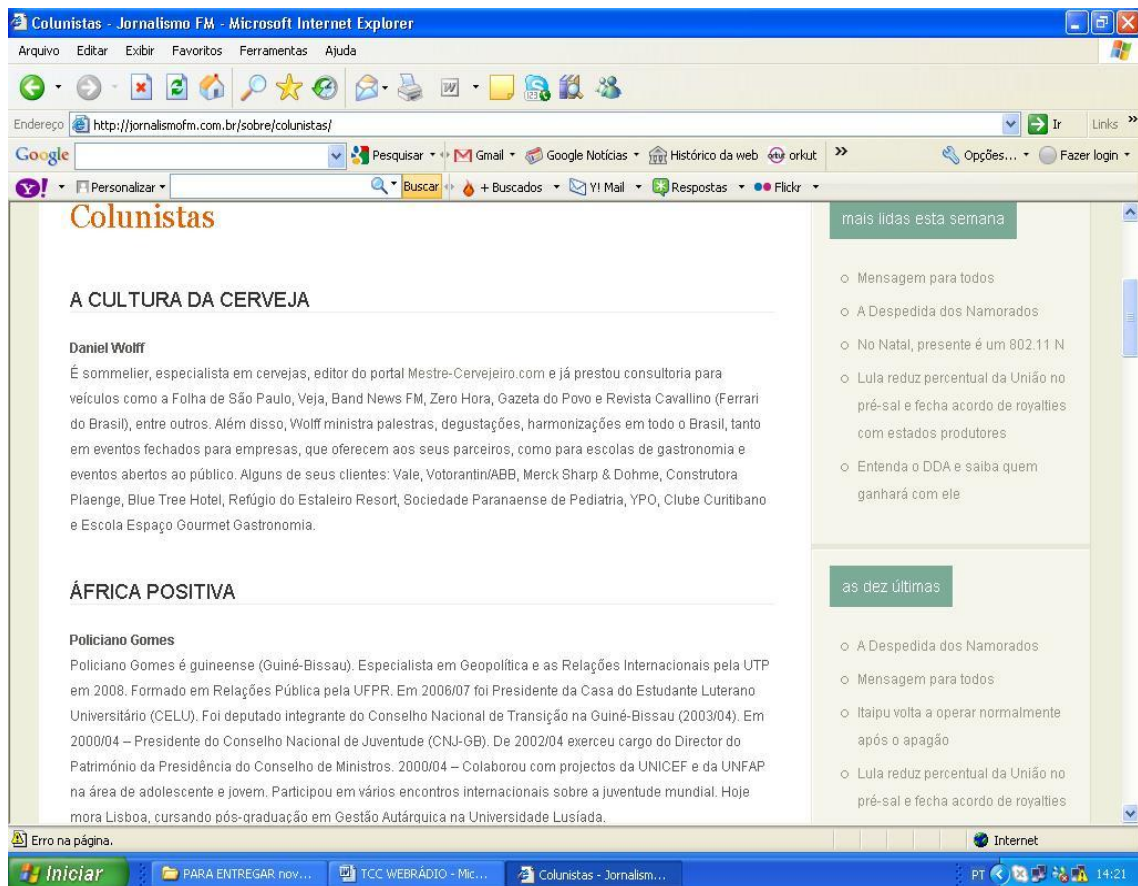 Colunistas - Jornalismo FM - Microsoft Internet Explorer
Arquivo Editar Exibir Favoritos Ferramentas Ajuda
Endereço http://jornalismofm.com.br/sobre/colunistas/ Ir Links »
Google Pesquisar Gmail Google Notícias Histórico da web orkut » Opções... Fazer login
Y! Personalizar Buscar + Buscados Y! Mail Respostas Flickr
Colunistas
A CULTURA DA CERVEJA
Daniel Wolff
É sommelier, especialista em cervejas, editor do portal Mestre-Cervejeiro.com e já prestou consultoria para
veículos como a Folha de São Paulo, Veja, Band News FM, Zero Hora, Gazeta do Povo e Revista Cavallino (Ferrari
do Brasil), entre outros. Além disso, Wolff ministra palestras, degustações, harmonizações em todo o Brasil, tanto
em eventos fechados para empresas, que oferecem aos seus parceiros, como para escolas de gastronomia e
eventos abertos ao público. Alguns de seus clientes: Vale, Votorantin/ABB, Merck Sharp & Dohme, Construtora
Plaenge, Blue Tree Hotel, Refúgio do Estaleiro Resort, Sociedade Paranaense de Pediatria, YPO, Clube Curitibano
e Escola Espaço Gourmet Gastronomia.
ÁFRICA POSITIVA
Policiano Gomes
Policiano Gomes é guineense (Guiné-Bissau). Especialista em Geopolítica e as Relações Internacionais pela UTP
em 2008. Formado em Relações Pública pela UFPR. Em 2006/07 foi Presidente da Casa do Estudante Luterano
Universitário (CELU). Foi deputado integrante do Conselho Nacional de Transição na Guiné-Bissau (2003/04). Em
2000/04 – Presidente do Conselho Nacional de Juventude (CNJ-GB). De 2002/04 exerceu cargo do Director do
Património da Presidência do Conselho de Ministros. 2000/04 – Colaborou com projectos da UNICEF e da UNFAP
na área de adolescente e jovem. Participou em vários encontros internacionais sobre a juventude mundial. Hoje
mora Lisboa, cursando pós-graduação em Gestão Autárquica na Universidade Lusíada.
mais lidas esta semana
Mensagem para todos
A Despedida dos Namorados
No Natal, presente é um 802.11 N
Lula reduz percentual da União no
pré-sal e fecha acordo de royalties
com estados produtores
Entenda o DDA e saiba quem
ganhará com ele
as dez últimas
A Despedida dos Namorados
Mensagem para todos
Itaipu volta a operar normalmente
após o apagão
Lula reduz percentual da União no
pré-sal e fecha acordo de royalties
Erro na página. Internet
Iniciar PARA ENTREGAR nov... TCC WEBRÁDIO - Mic... Colunistas - Jornalism... PT 14:21